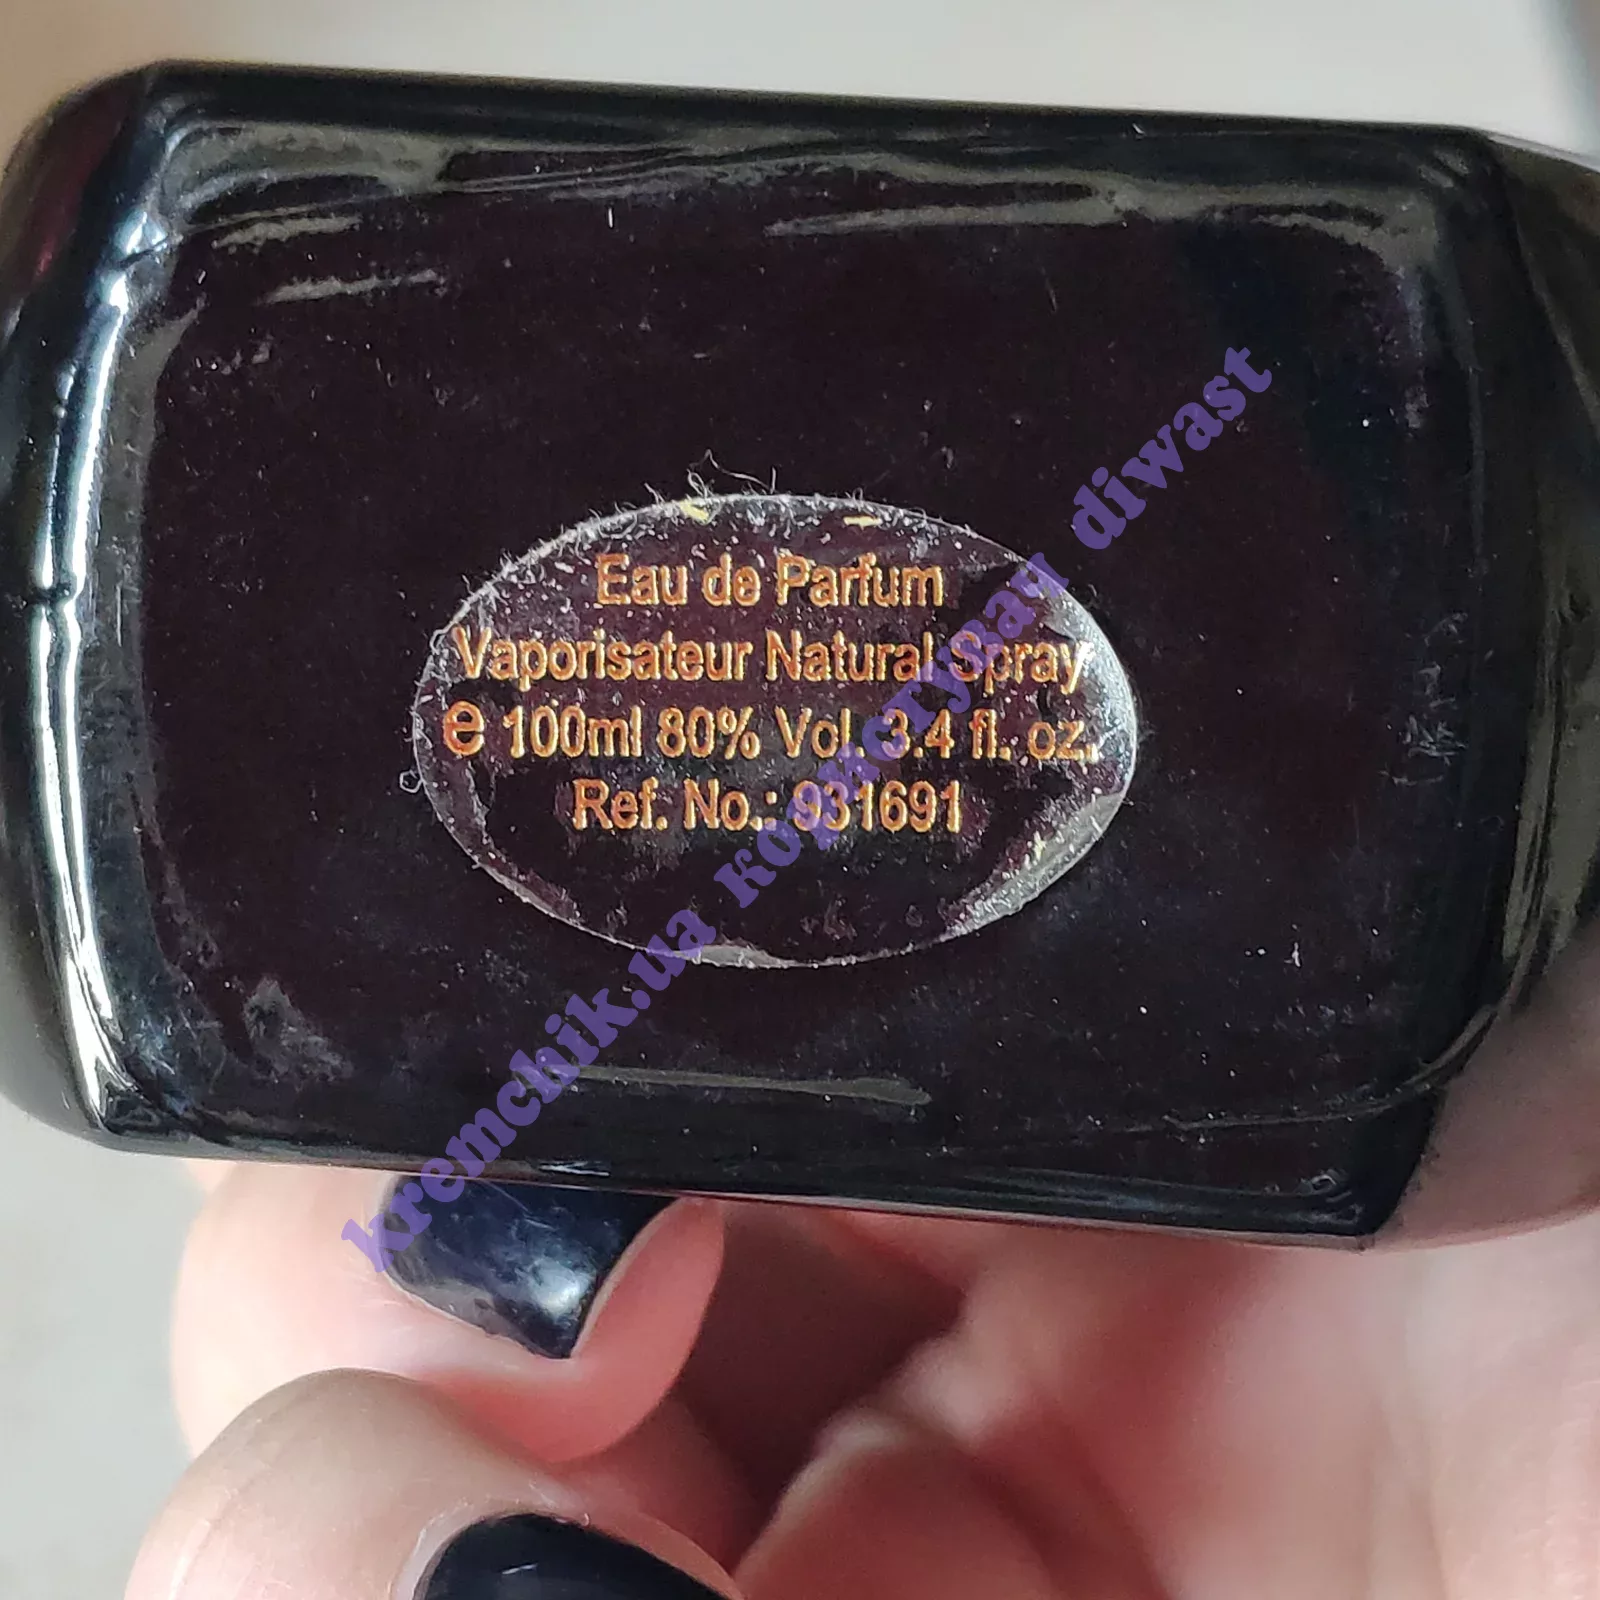 Eau de Parfum
Vaporisateur Natural Spray
e 100ml 80% Vol. 3.4 fl. oz.
Ref. No.: 931691
kremchik.ua користувач diwast